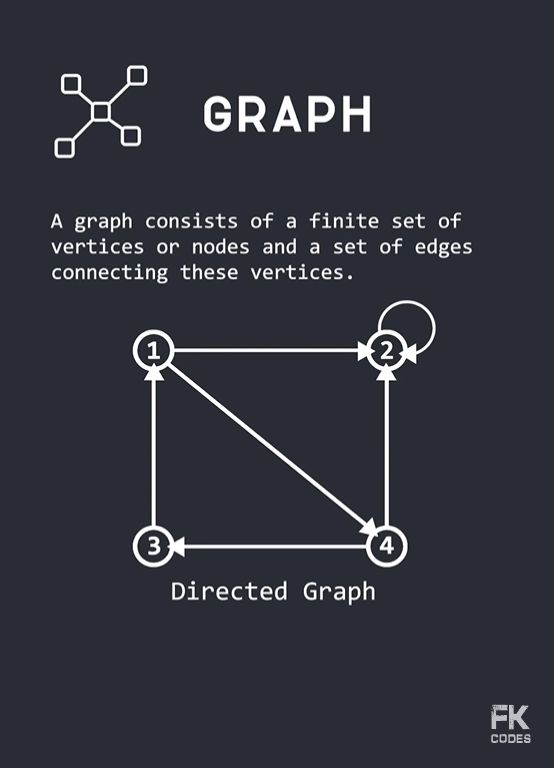 GRAPH
A graph consists of a finite set of
vertices or nodes and a set of edges
connecting these vertices.
1
2
3
4
Directed Graph
FK
CODES